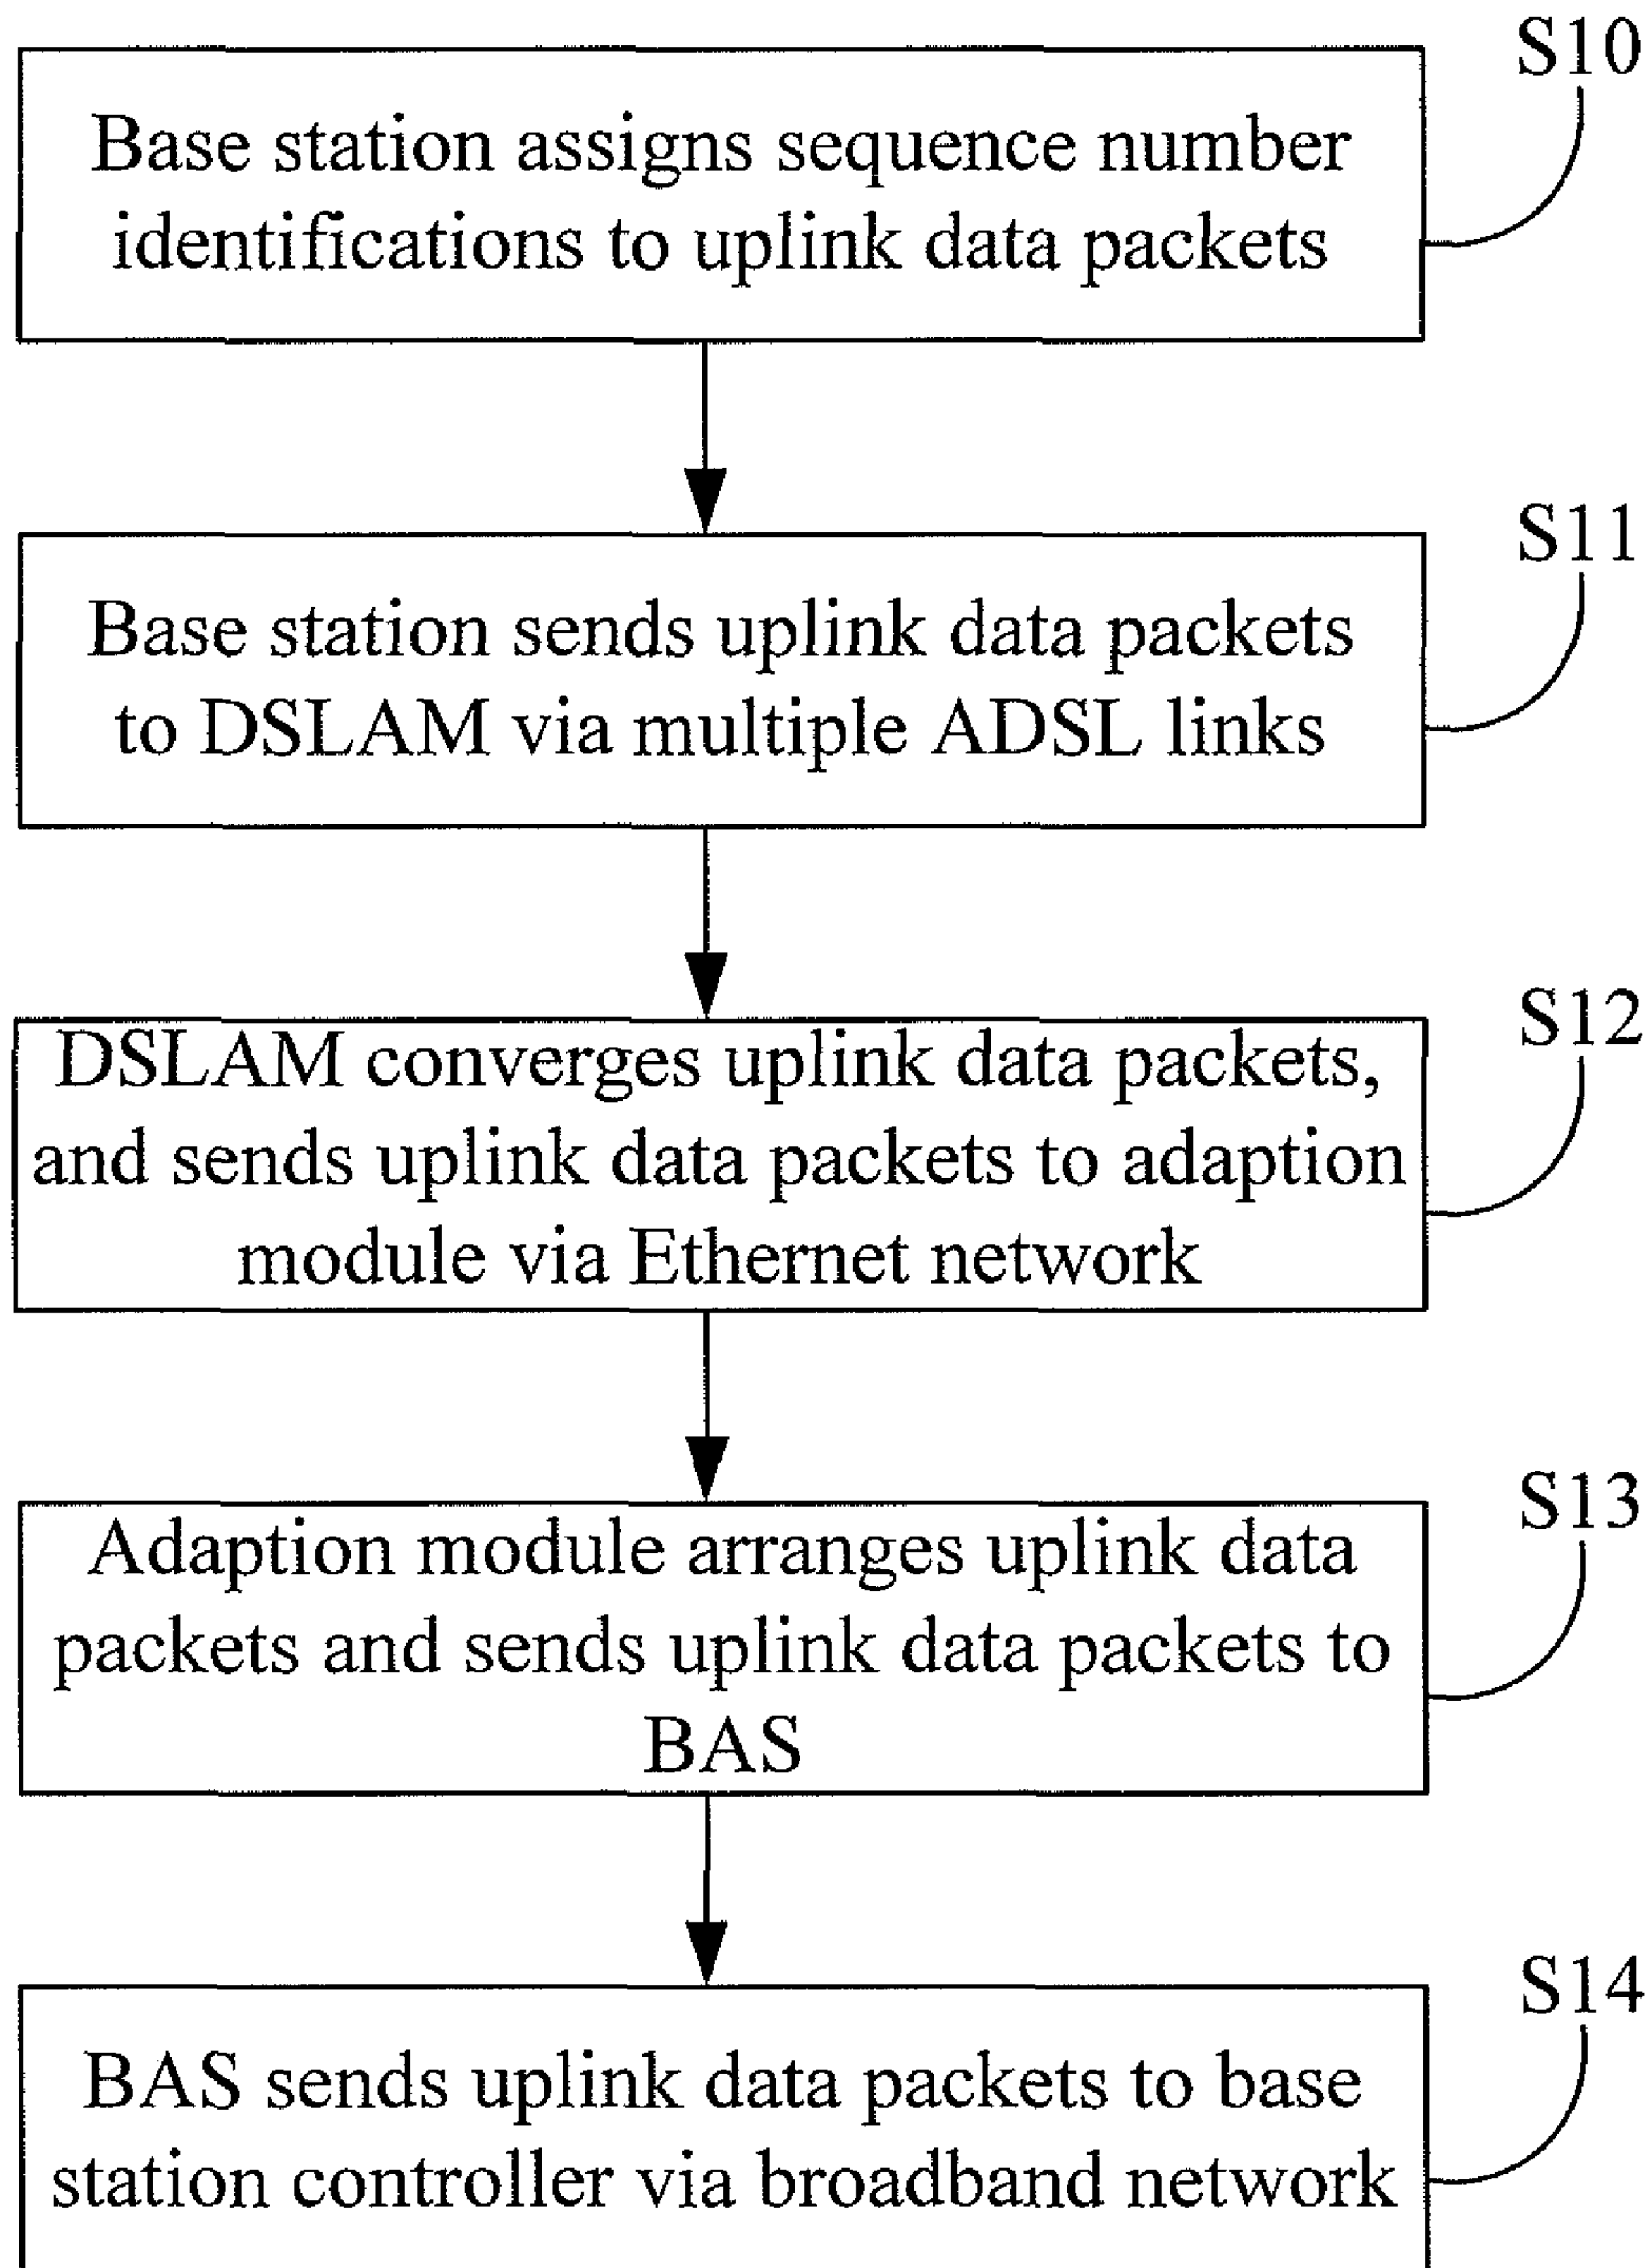 S10
Base station assigns sequence number
identifications to uplink data packets
S11
Base station sends uplink data packets
to DSLAM via multiple ADSL links
S12
DSLAM converges uplink data packets,
and sends uplink data packets to adaption
module via Ethernet network
S13
Adaption module arranges uplink data
packets and sends uplink data packets to
BAS
S14
BAS sends uplink data packets to base
station controller via broadband network